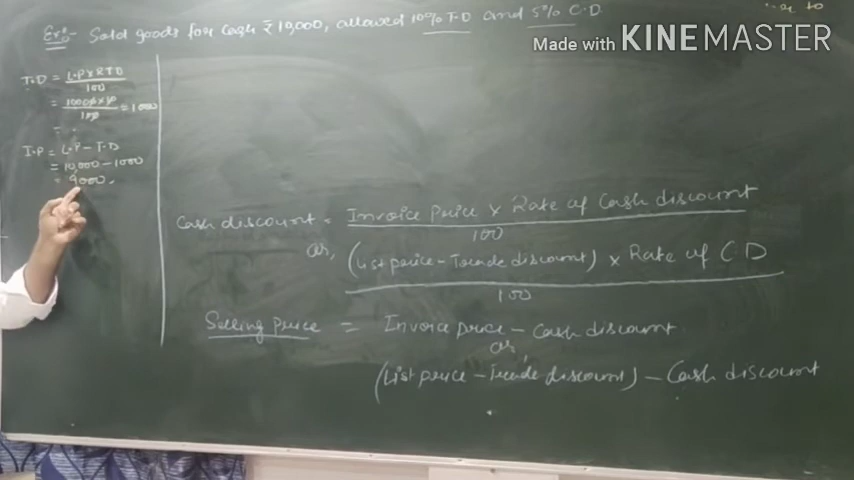 Ex:- Sold goods for cash ₹ 10,000, allowed 10% T.D and 5% C.D.
Made with KINEMASTER
T.D = L.P X R T D
100
= 10000 X 10 = 1000
100
I.P = L.P - T.D
= 10,000 - 1000
= 9000.
Cash discount = Invoice price X Rate of Cash discount
100
or, (List price - Trade discount) X Rate of C D
100
Selling price = Invoice price - Cash discount
or,
(List price - Trade discount) - Cash discount